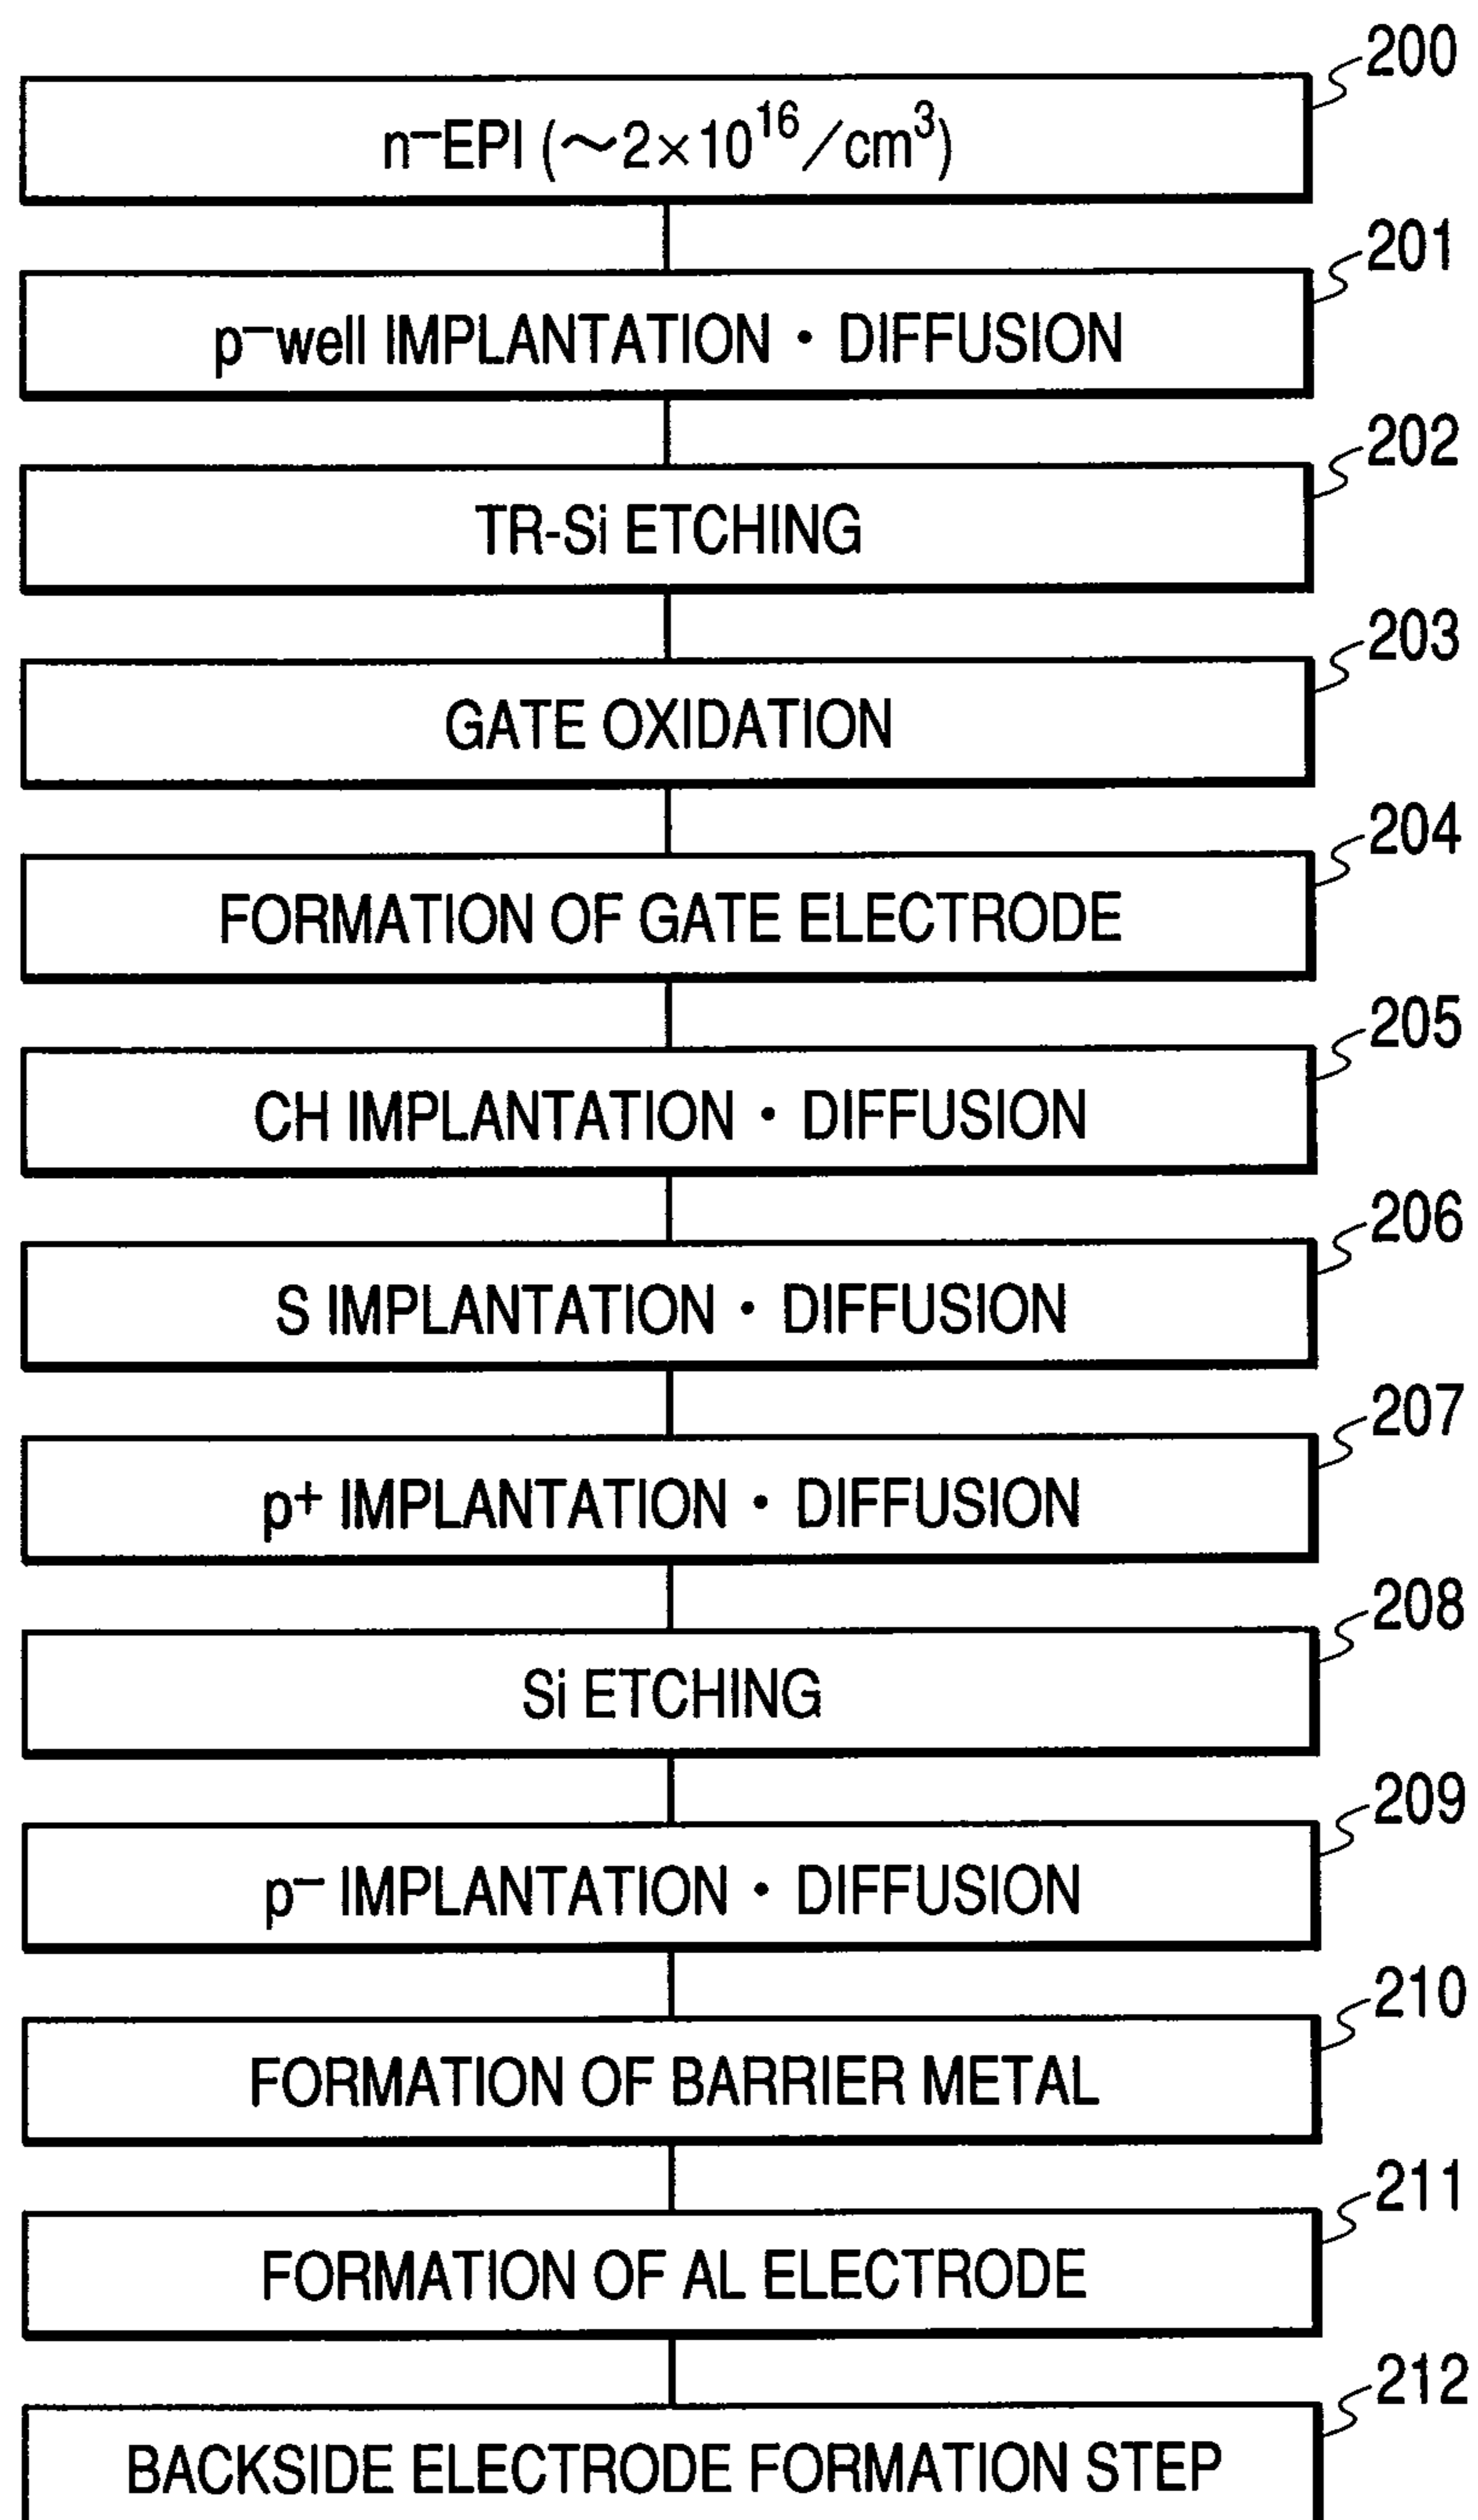 200
n⁻EPI (～2×10¹⁶/cm³)
201
p⁻well IMPLANTATION • DIFFUSION
202
TR-Si ETCHING
203
GATE OXIDATION
204
FORMATION OF GATE ELECTRODE
205
CH IMPLANTATION • DIFFUSION
206
S IMPLANTATION • DIFFUSION
207
p⁺ IMPLANTATION • DIFFUSION
208
Si ETCHING
209
p⁻ IMPLANTATION • DIFFUSION
210
FORMATION OF BARRIER METAL
211
FORMATION OF AL ELECTRODE
212
BACKSIDE ELECTRODE FORMATION STEP